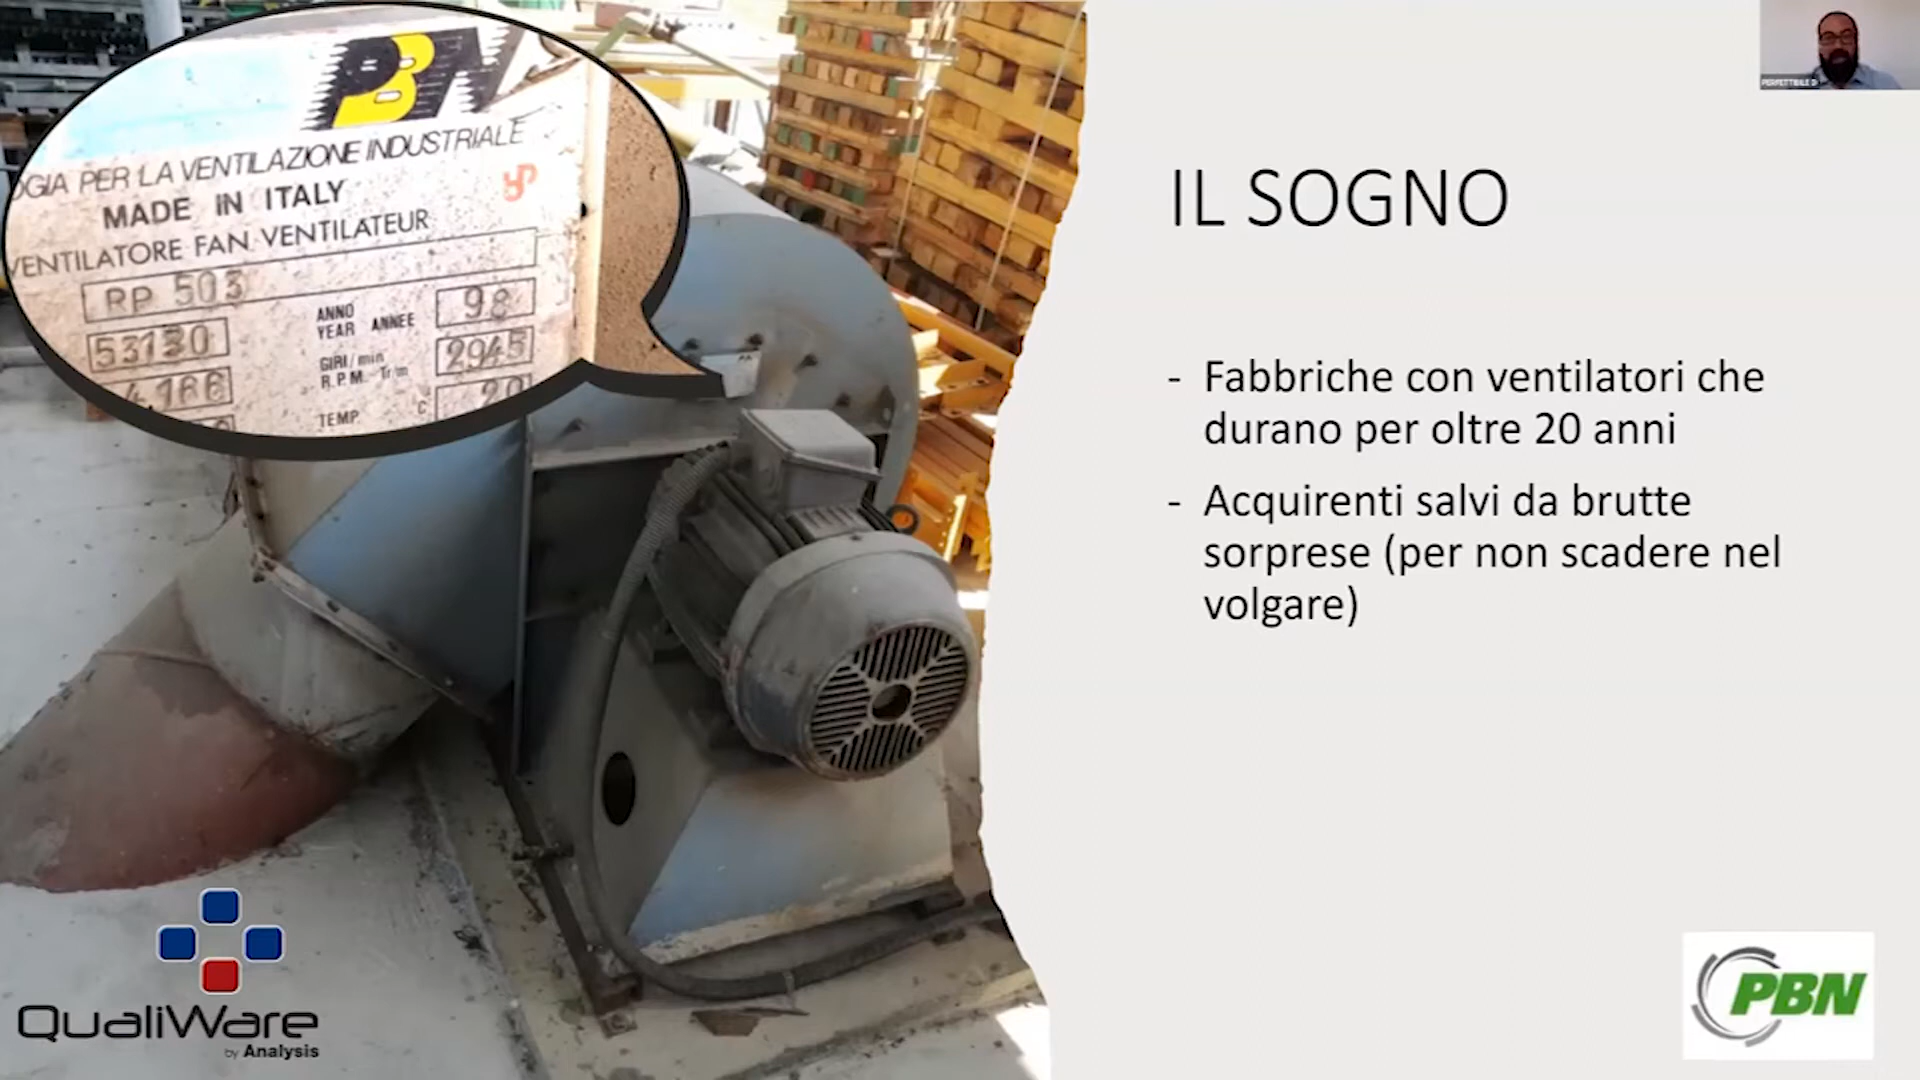 PBN
OGIA PER LA VENTILAZIONE INDUSTRIALE
MADE IN ITALY
VENTILATORE FAN VENTILATEUR
RP 503
53130
4,166
ANNO
YEAR ANNEE
98
GIRI/min
R.P.M. Tr/m
2945
TEMP. C
20
IL SOGNO
- Fabbriche con ventilatori che
durano per oltre 20 anni
- Acquirenti salvi da brutte
sorprese (per non scadere nel
volgare)
QualiWare
by Analysis
PBN